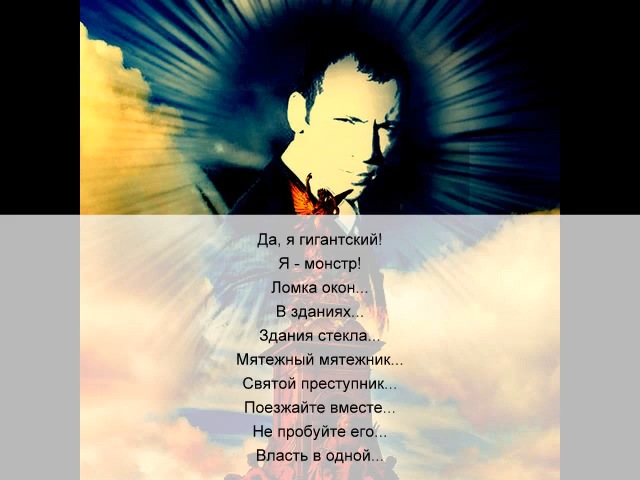 Да, я гигантский!
Я - монстр!
Ломка окон...
В зданиях...
Здания стекла...
Мятежный мятежник...
Святой преступник...
Поезжайте вместе...
Не пробуйте его...
Власть в одной...